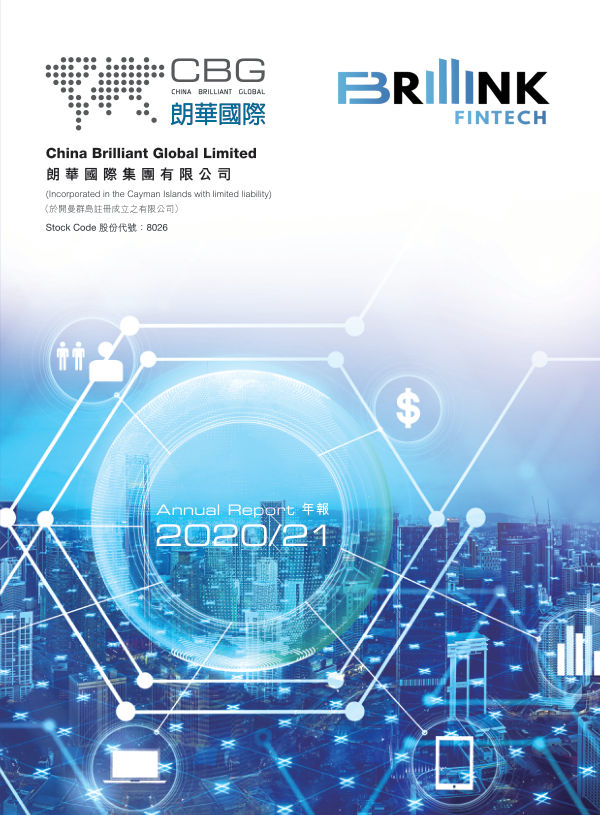 CBG
CHINA BRILLIANT GLOBAL
朗華國際
BRILLINK
FINTECH
China Brilliant Global Limited
朗華國際集團有限公司
(Incorporated in the Cayman Islands with limited liability)
(於開曼群島註冊成立之有限公司)
Stock Code 股份代號：8026
$
Annual Report 年報
2020/21